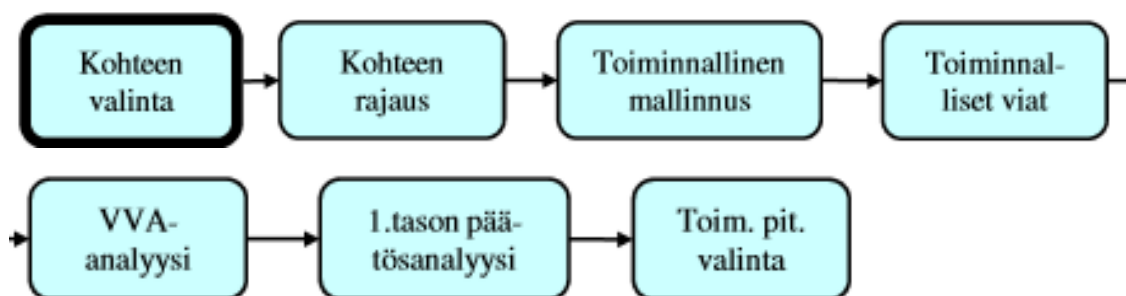 Kohteen
valinta
Kohteen
rajaus
Toiminnallinen
mallinnus
Toiminnal-
liset viat
VVA-
analyysi
1.tason pää-
tösanalyysi
Toim. pit.
valinta